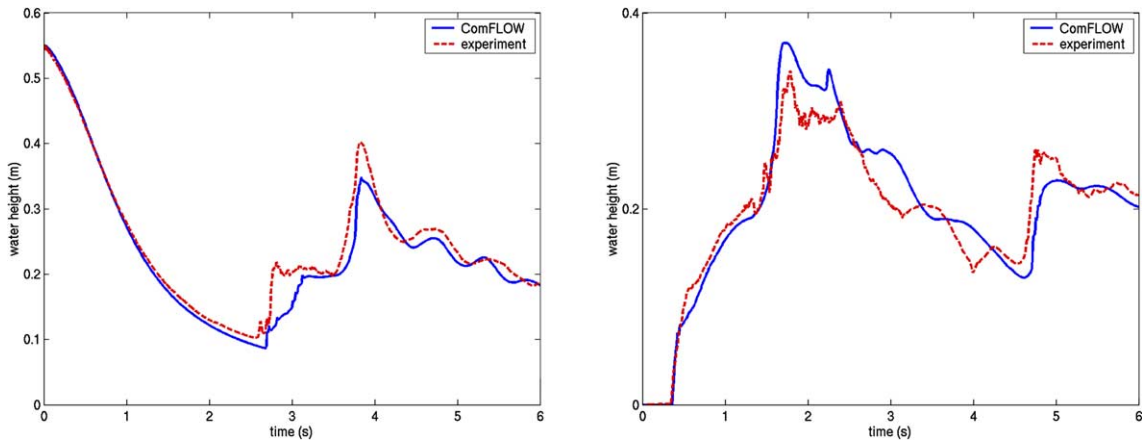 0.6
0.5
0.4
0.3
0.2
0.1
0
0 1 2 3 4 5 6
water height (m)
time (s)
ComFLOW
experiment
0.4
0.2
0
0 1 2 3 4 5 6
water height (m)
time (s)
ComFLOW
experiment